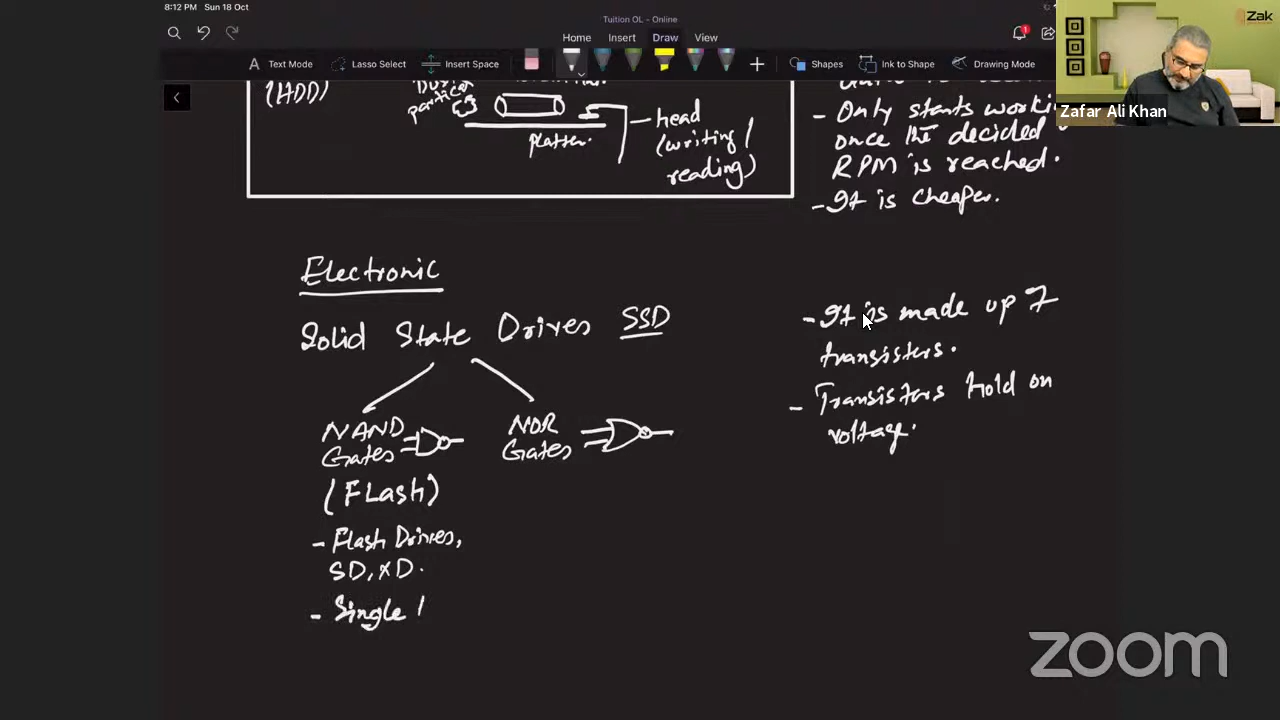 8:12 PM Sun 18 Oct
Tuition OL - Online
Home Insert Draw View
1
Zak
Text Mode Lasso Select Insert Space Shapes Ink to Shape Drawing Mode
Zafar Ali Khan
(HDD)
platter.
head
(writing/
reading)
- Only starts worki
once the decided
RPM is reached.
- It is cheaper.
Electronic
Solid State Drives SSD
NAND
Gates
NOR
Gates
(Flash)
- Flash Drives,
SD, XD.
- Single
- It is made up of
transisters.
- Transistors hold on
voltage.
zoom